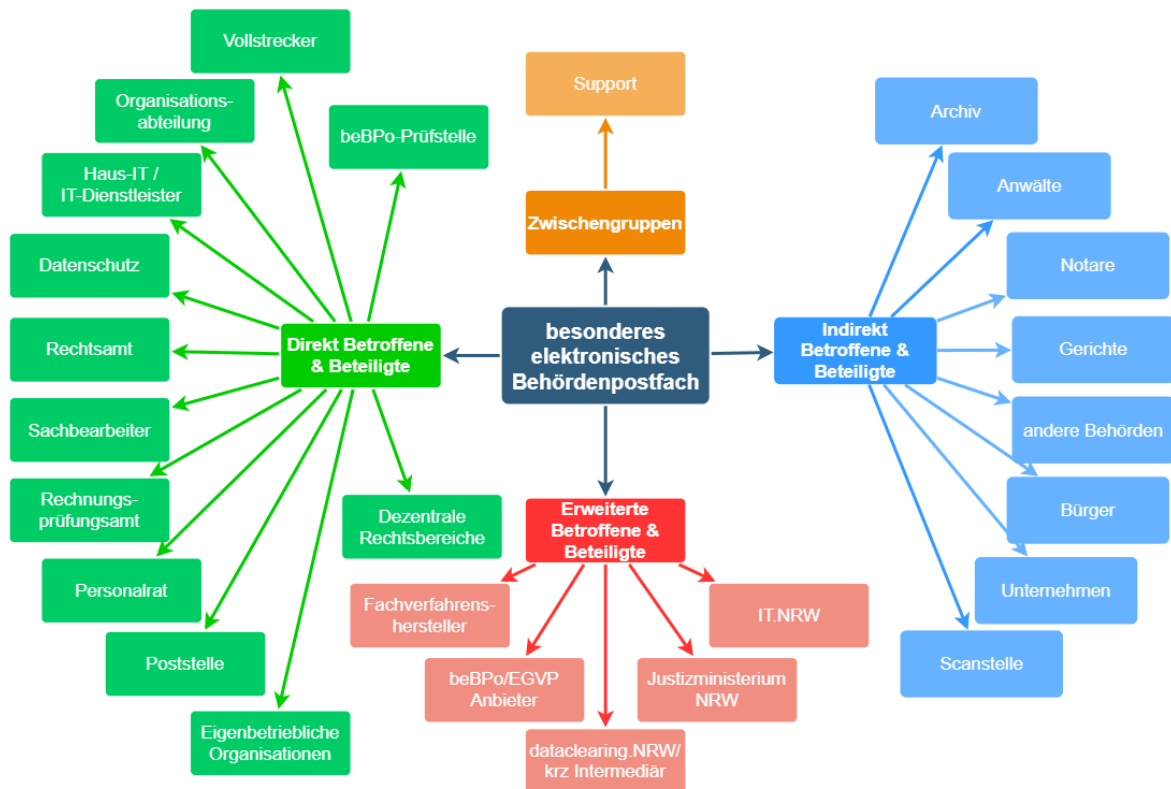 Vollstrecker
Organisations-
abteilung
beBPo-Prüfstelle
Haus-IT /
IT-Dienstleister
Datenschutz
Rechtsamt
Sachbearbeiter
Rechnungs-
prüfungsamt
Personalrat
Poststelle
Eigenbetriebliche
Organisationen
Dezentrale
Rechtsbereiche
Direkt Betroffene
& Beteiligte
Support
Zwischengruppen
besonderes
elektronisches
Behördenpostfach
Erweiterte
Betroffene &
Beteiligte
Fachverfahrens-
hersteller
beBPo/EGVP
Anbieter
dataclearing.NRW/
krz Intermediär
Justizministerium
NRW
IT.NRW
Indirekt
Betroffene &
Beteiligte
Archiv
Anwälte
Notare
Gerichte
andere Behörden
Bürger
Unternehmen
Scanstelle